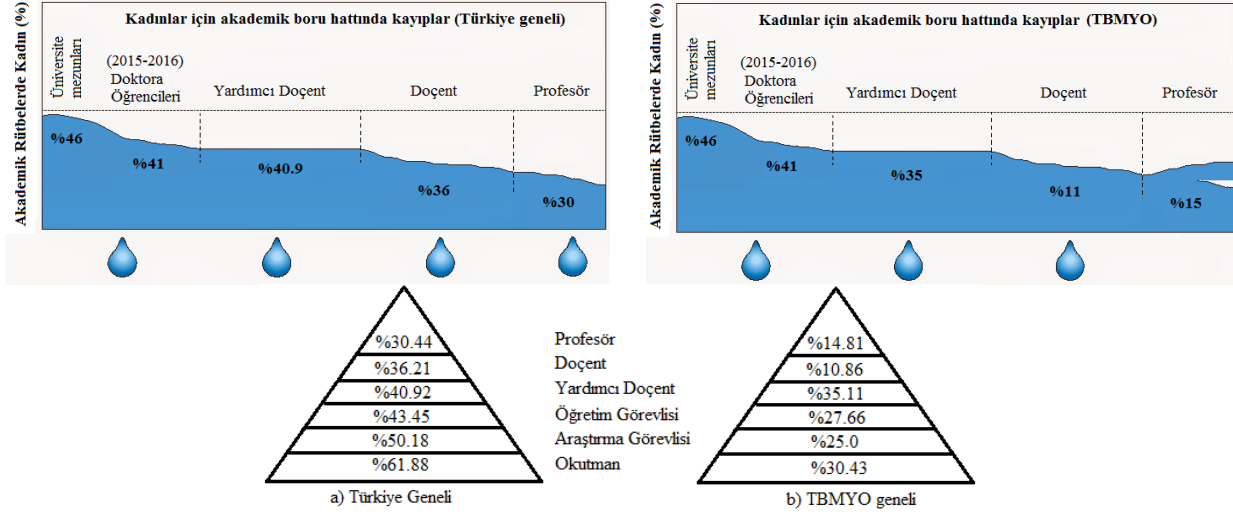 Kadınlar için akademik boru hattında kayıplar (Türkiye geneli)
Akademik Rütbelerde Kadın (%)
Üniversite
mezunları
(2015-2016)
Doktora
Öğrencileri
Yardımcı Doçent
Doçent
Profesör
%46
%41
%40.9
%36
%30
Kadınlar için akademik boru hattında kayıplar (TBMYO)
Akademik Rütbelerde Kadın (%)
Üniversite
mezunları
(2015-2016)
Doktora
Öğrencileri
Yardımcı Doçent
Doçent
Profesör
%46
%41
%35
%11
%15
%30.44
%36.21
%40.92
%43.45
%50.18
%61.88
a) Türkiye Geneli
Profesör
Doçent
Yardımcı Doçent
Öğretim Görevlisi
Araştırma Görevlisi
Okutman
%14.81
%10.86
%35.11
%27.66
%25.0
%30.43
b) TBMYO geneli